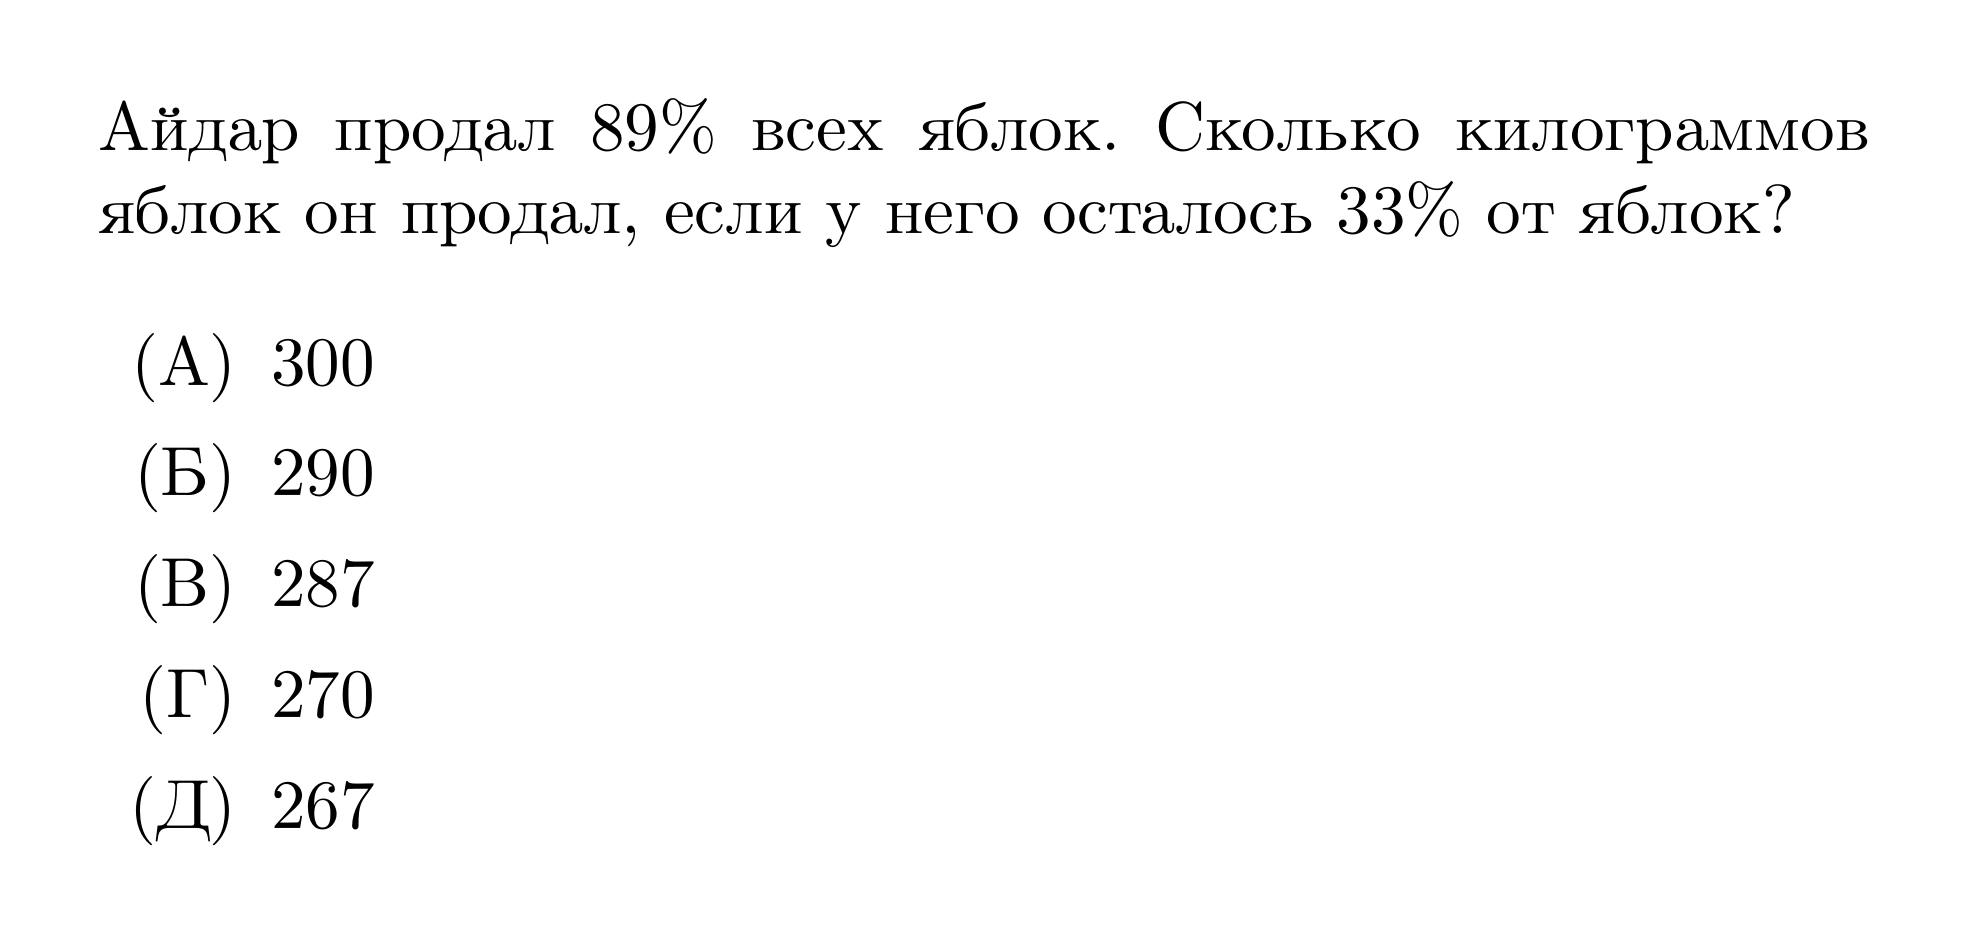 Айдар продал 89% всех яблок. Сколько килограммов
яблок он продал, если у него осталось 33% от яблок?
(А) 300
(Б) 290
(В) 287
(Г) 270
(Д) 267